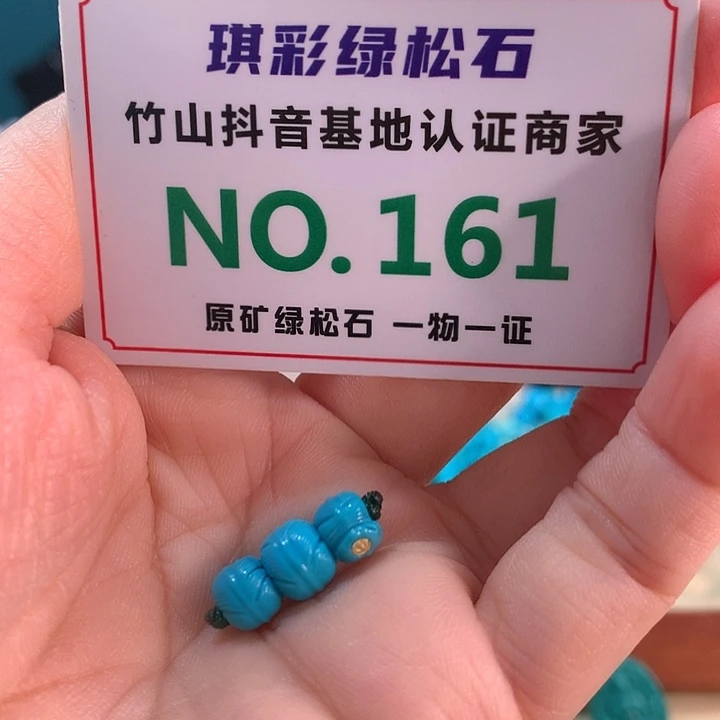 琪彩绿松石
竹山抖音基地认证商家
NO.161
原矿绿松石 一物一证